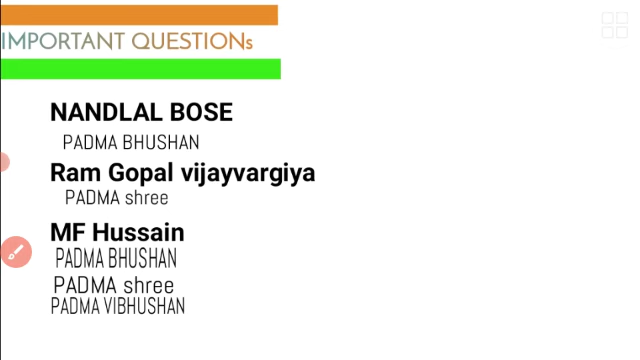 IMPORTANT QUESTIONs
NANDLAL BOSE
PADMA BHUSHAN
Ram Gopal vijayvargiya
PADMA shree
MF Hussain
PADMA BHUSHAN
PADMA shree
PADMA VIBHUSHAN